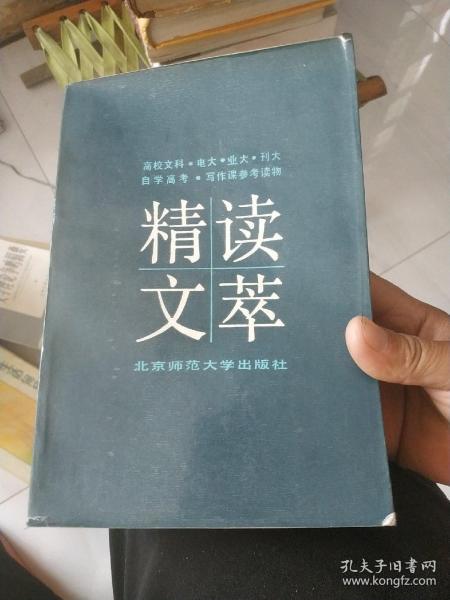 高校文科·电大·业大·刊大
自学高考·写作课参考读物
精读
文萃
北京师范大学出版社
孔夫子旧书网
www.kongfz.com